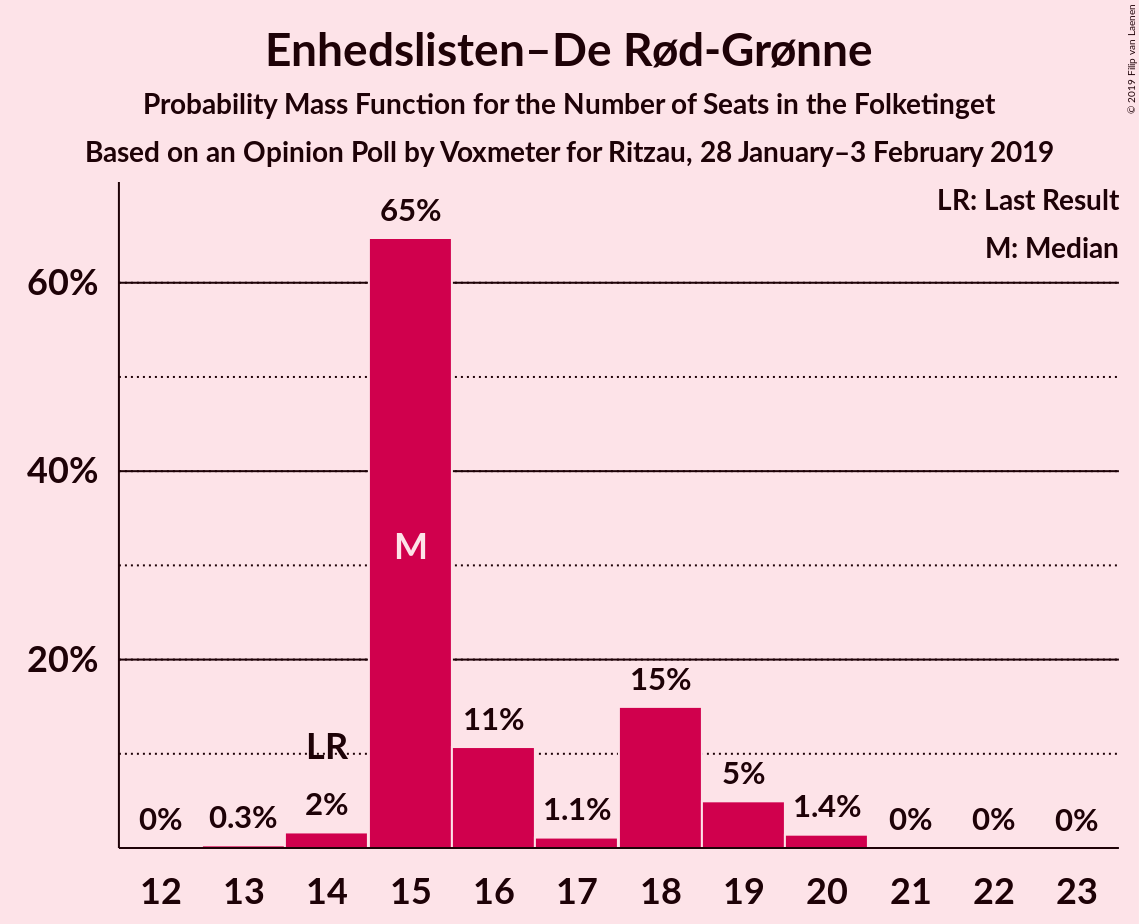 Enhedslisten–De Rød-Grønne
Probability Mass Function for the Number of Seats in the Folketinget
Based on an Opinion Poll by Voxmeter for Ritzau, 28 January–3 February 2019
© 2019 Filip van Laenen
LR: Last Result
M: Median
60%
40%
20%
0%
0.3%
LR
2%
65%
M
11%
1.1%
15%
5%
1.4%
0%
0%
0%
12 13 14 15 16 17 18 19 20 21 22 23